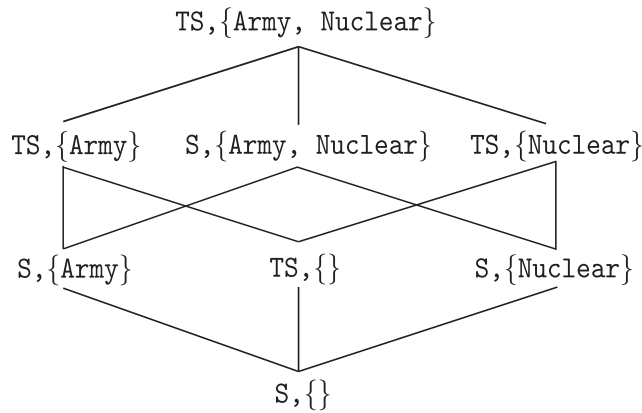 TS,{Army, Nuclear}
TS,{Army} S,{Army, Nuclear} TS,{Nuclear}
S,{Army} TS,{} S,{Nuclear}
S,{}